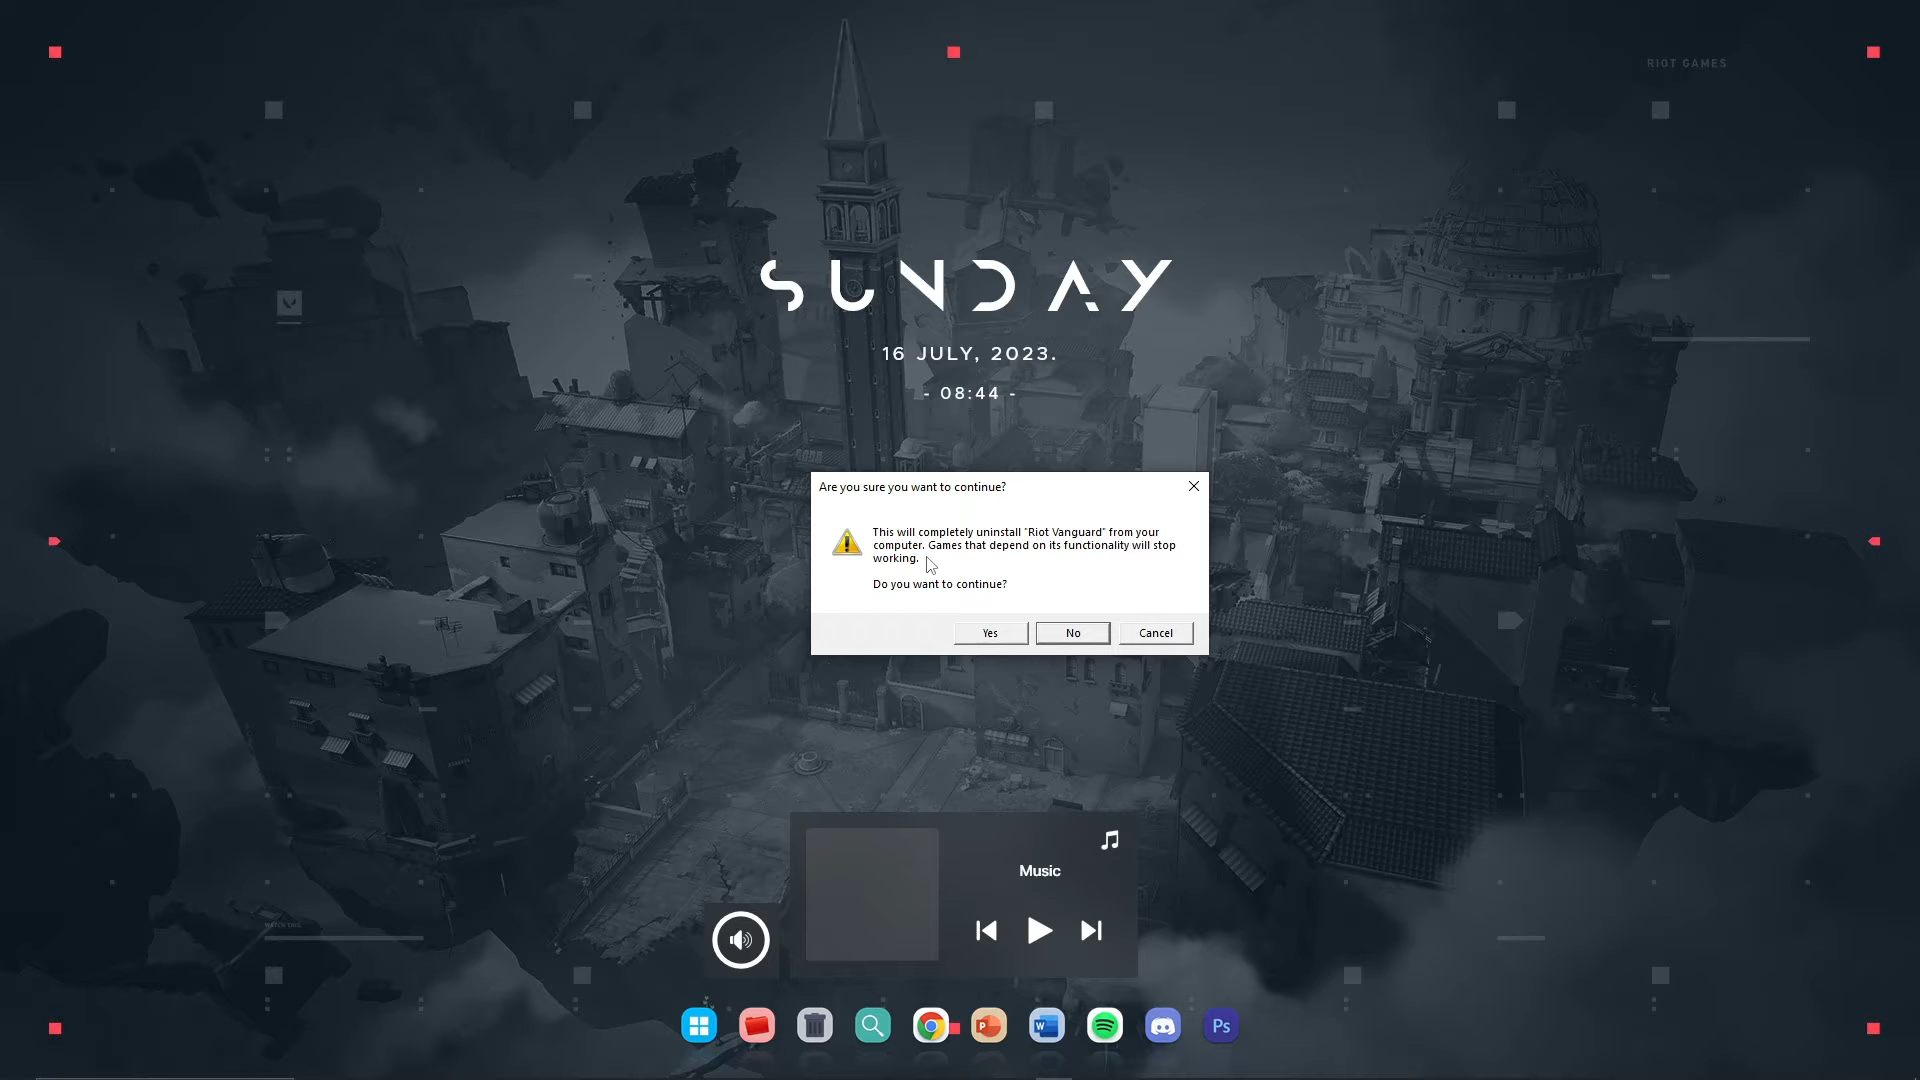 RIOT GAMES
SUNDAY
16 JULY, 2023.
- 08:44 -
Are you sure you want to continue?
This will completely uninstall "Riot Vanguard" from your
computer. Games that depend on its functionality will stop
working.
Do you want to continue?
Yes
No
Cancel
Music
P
W
Ps